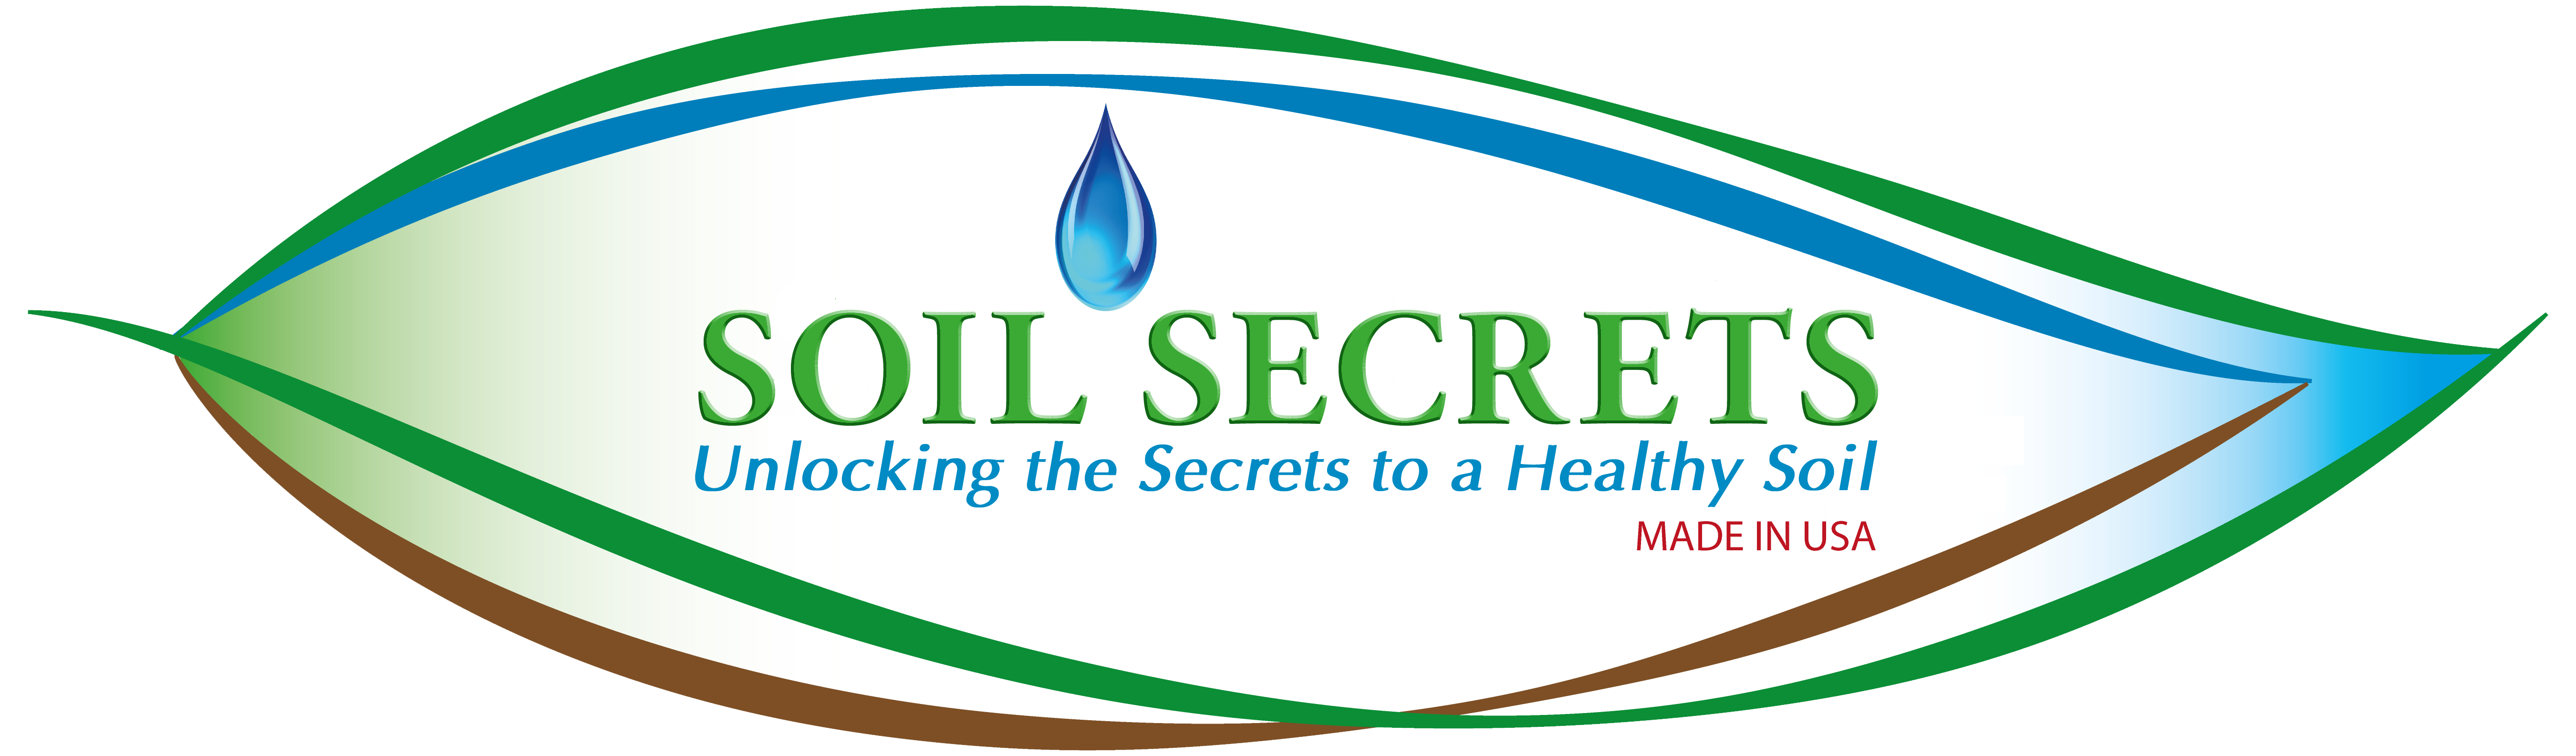 SOIL SECRETS
Unlocking the Secrets to a Healthy Soil
MADE IN USA